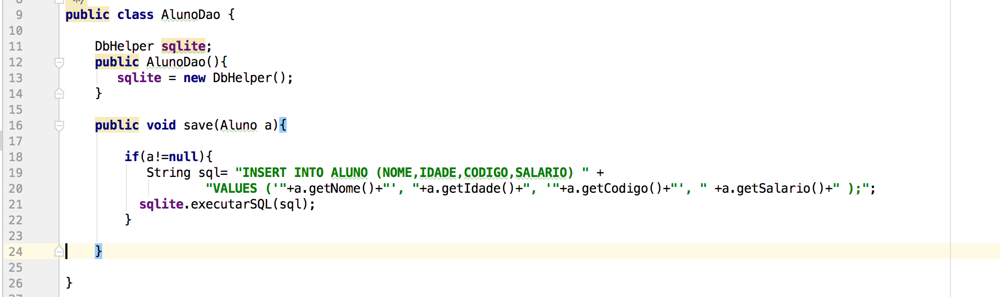 8 */
9 public class AlunoDao {
10
11 DbHelper sqlite;
12 public AlunoDao(){
13 sqlite = new DbHelper();
14 }
15
16 public void save(Aluno a){
17
18 if(a!=null){
19 String sql= "INSERT INTO ALUNO (NOME,IDADE,CODIGO,SALARIO) " +
20 "VALUES ('"+a.getNome()+"', "+a.getIdade()+", '"+a.getCodigo()+"', " +a.getSalario()+" );";
21 sqlite.executarSQL(sql);
22 }
23
24 }
25
26 }
27